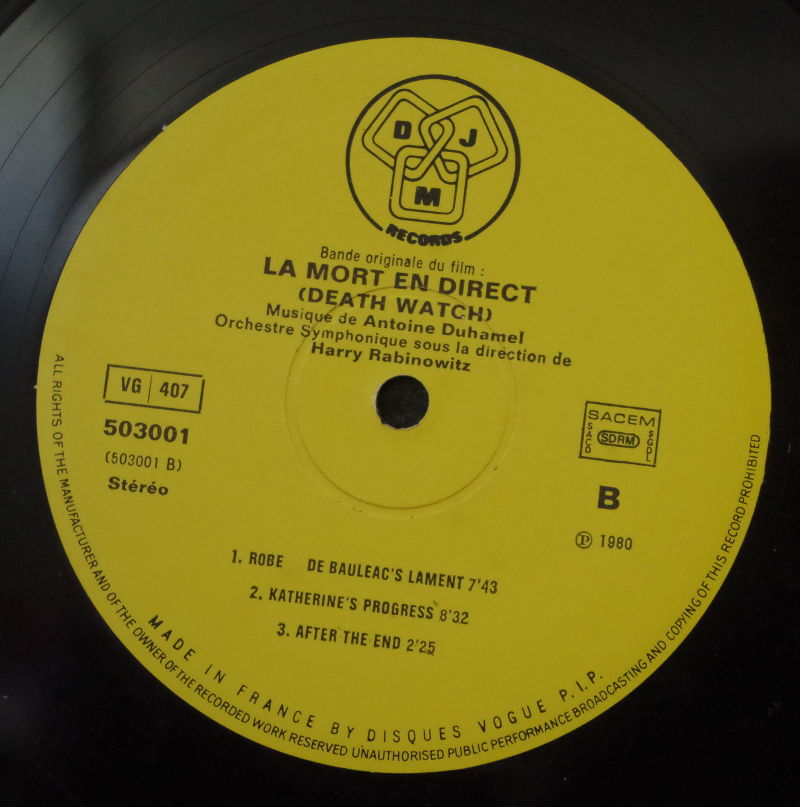 D J
M
RECORDS
Bande originale du film :
LA MORT EN DIRECT
(DEATH WATCH)
Musique de Antoine Duhamel
Orchestre Symphonique sous la direction de
Harry Rabinowitz
VG 407
503001
(503001 B)
Stéréo
SACEM
SACD SDRM SGDL
B
℗ 1980
1. ROBE DE BAULEAC'S LAMENT 7'43
2. KATHERINE'S PROGRESS 8'32
3. AFTER THE END 2'25
MADE IN FRANCE BY DISQUES VOGUE P.I.P.
ALL RIGHTS OF THE MANUFACTURER AND OF THE OWNER OF THE RECORDED WORK RESERVED UNAUTHORISED PUBLIC PERFORMANCE BROADCASTING AND COPYING OF THIS RECORD PROHIBITED